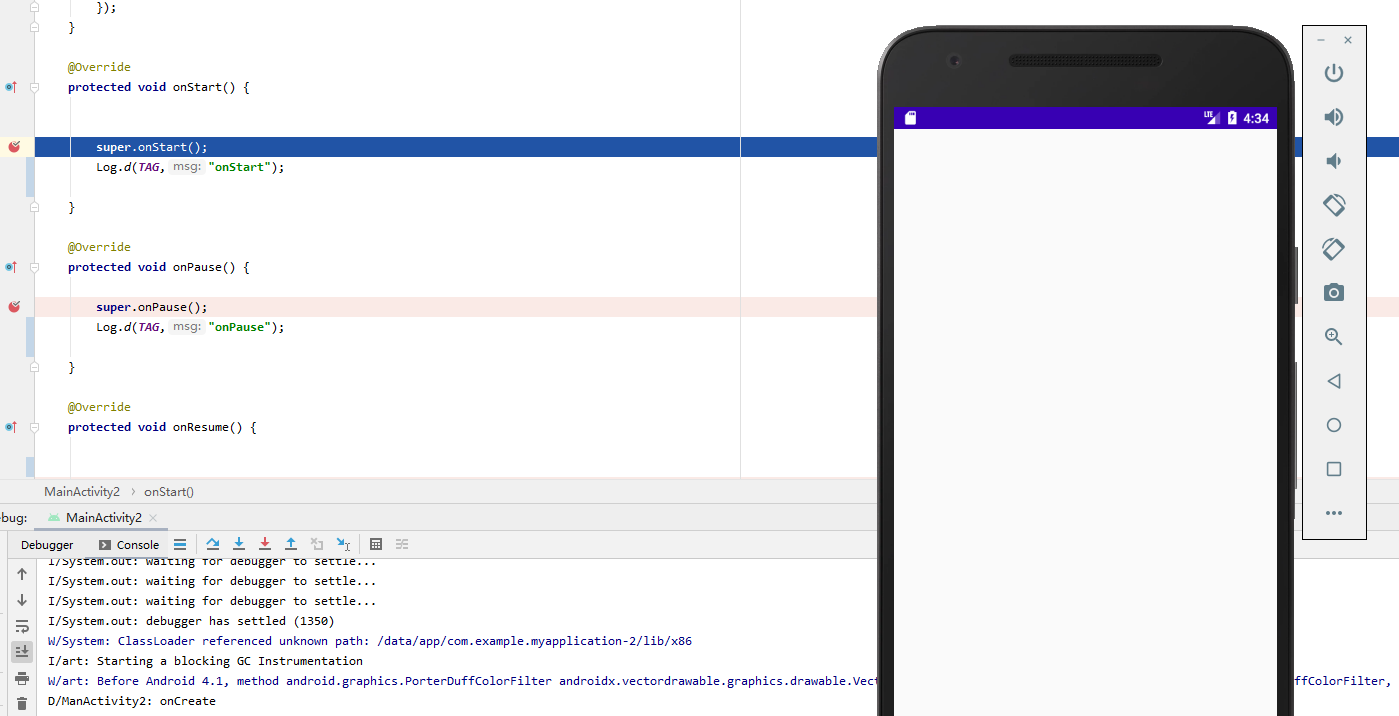 });
}
@Override
protected void onStart() {
super.onStart();
Log.d(TAG, msg: "onStart");
}
@Override
protected void onPause() {
super.onPause();
Log.d(TAG, msg: "onPause");
}
@Override
protected void onResume() {
LTE 4:34
MainActivity2 › onStart()
ebug: MainActivity2
Debugger Console
I/System.out: waiting for debugger to settle...
I/System.out: waiting for debugger to settle...
I/System.out: waiting for debugger to settle...
I/System.out: debugger has settled (1350)
W/System: ClassLoader referenced unknown path: /data/app/com.example.myapplication-2/lib/x86
I/art: Starting a blocking GC Instrumentation
W/art: Before Android 4.1, method android.graphics.PorterDuffColorFilter androidx.vectordrawable.graphics.drawable.Vect ffColorFilter,
D/ManActivity2: onCreate